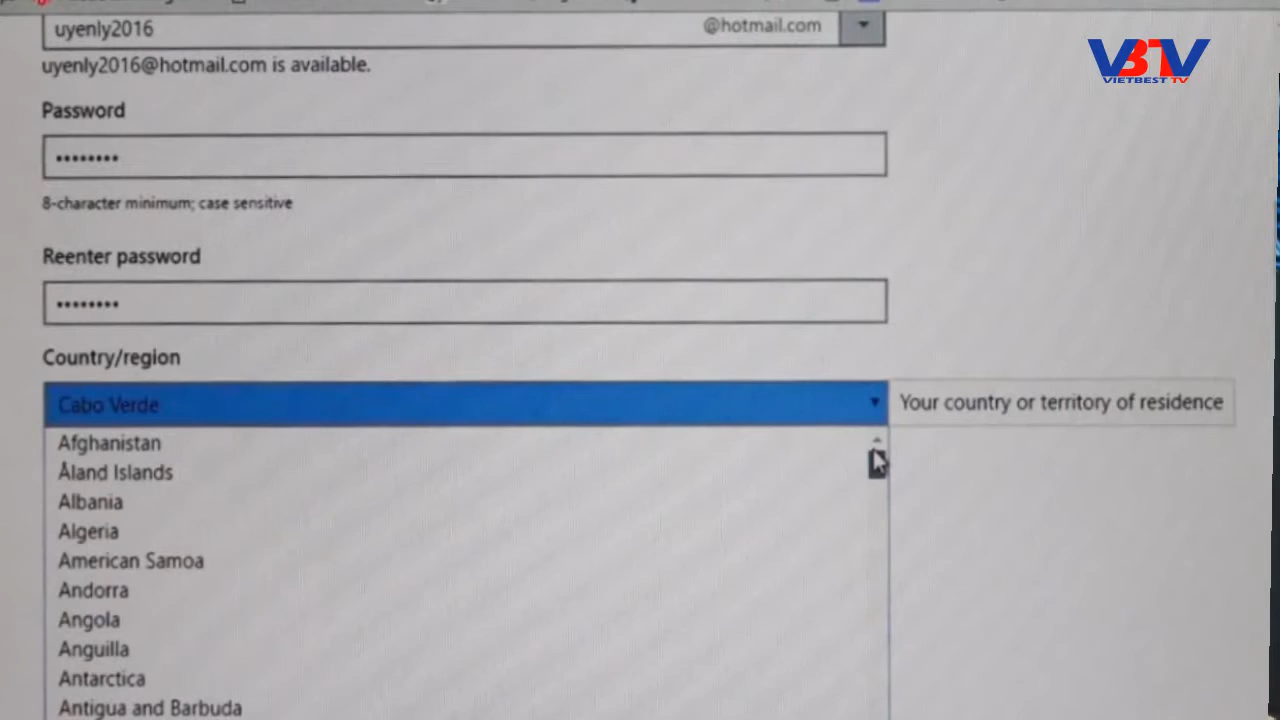 uyenly2016 @hotmail.com
uyenly2016@hotmail.com is available.
Password
••••••••
8-character minimum; case sensitive
Reenter password
••••••••
Country/region
Cabo Verde
Your country or territory of residence
Afghanistan
Åland Islands
Albania
Algeria
American Samoa
Andorra
Angola
Anguilla
Antarctica
Antigua and Barbuda
VBTV
VIETBEST TV